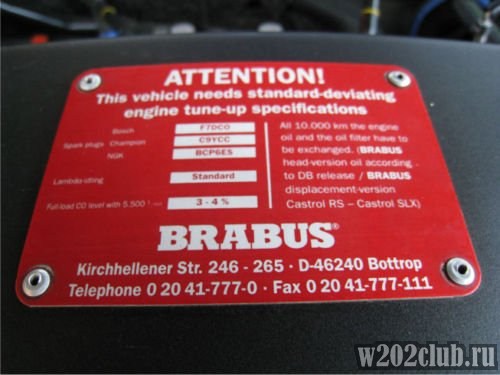 ATTENTION!
This vehicle needs standard-deviating
engine tune-up specifications
Bosch F7DCO
Spark plugs Champion C9YCC
NGK BCP6ES
Lambda-idling Standard
Full-load CO level with 5.500 3 - 4 %
All 10.000 km the engine
oil and the oil filter have to
be exchanged. (BRABUS
head-version oil according
to DB release / BRABUS
displacement-version
Castrol RS – Castrol SLX)
BRABUS®
Kirchhellener Str. 246 - 265 · D-46240 Bottrop
Telephone 0 20 41-777-0 · Fax 0 20 41-777-111
w202club.ru